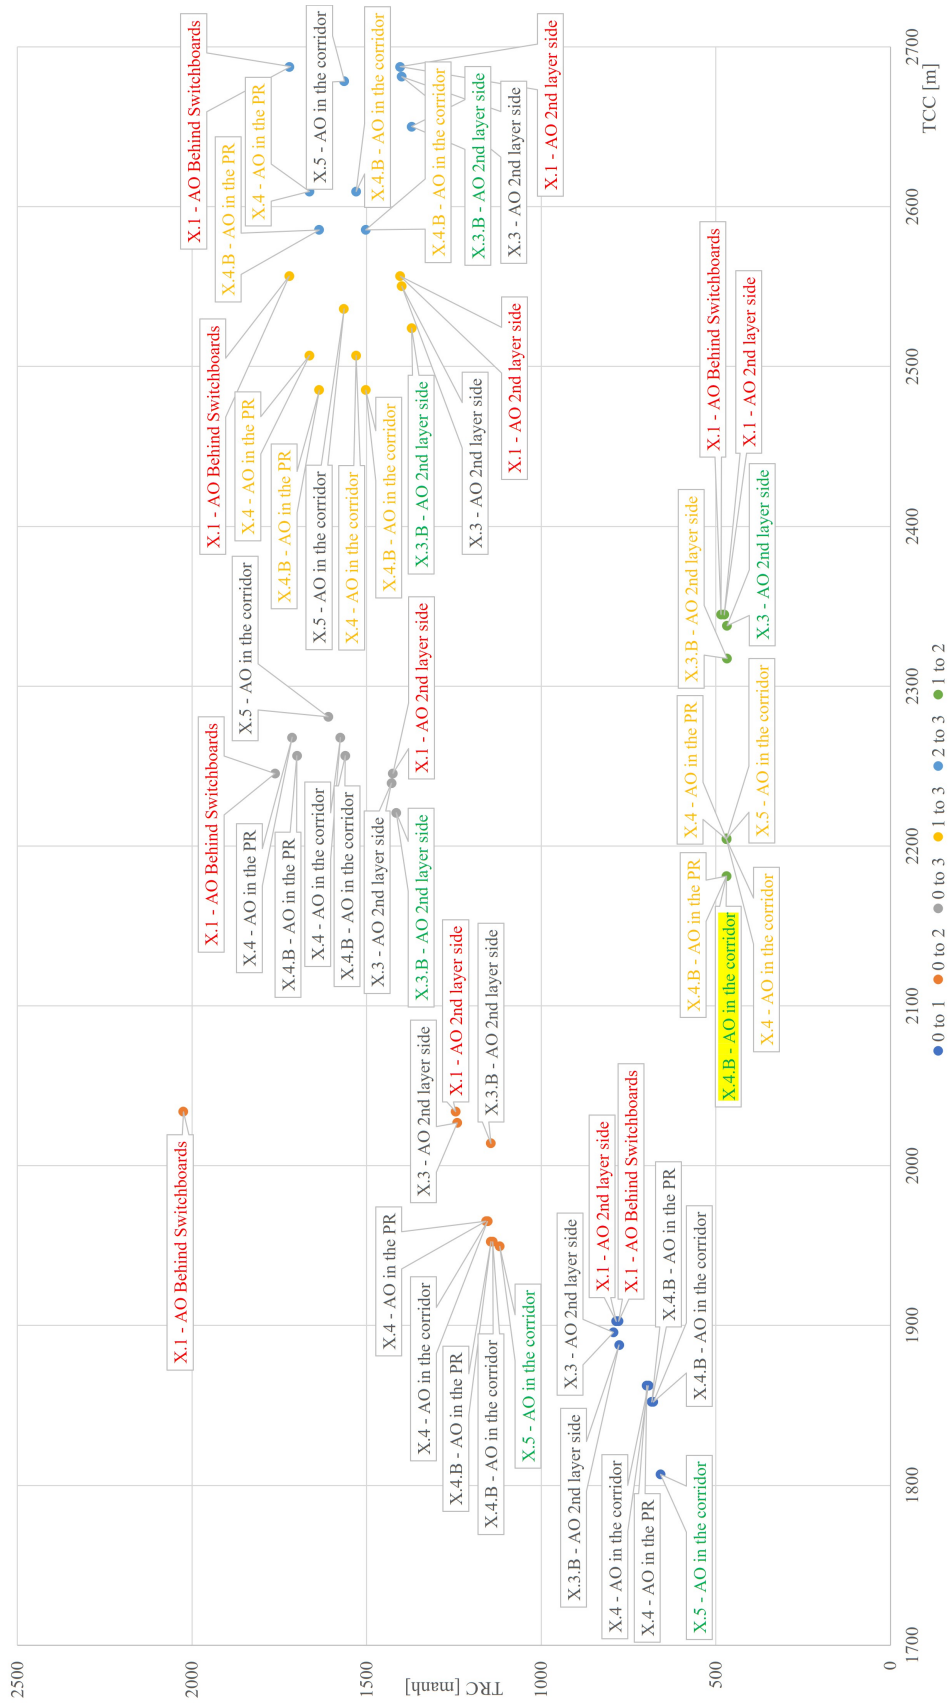 2500
2000
1500
1000
500
0
TRC [manh]
1700
1800
1900
2000
2100
2200
2300
2400
2500
2600
2700
TCC [m]
X.5 - AO in the corridor
X.4 - AO in the PR
X.4 - AO in the corridor
X.3.B - AO 2nd layer side
X.4.B - AO in the corridor
X.4.B - AO in the PR
X.3 - AO 2nd layer side
X.1 - AO Behind Switchboards
X.1 - AO 2nd layer side
X.1 - AO Behind Switchboards
X.4 - AO in the PR
X.4 - AO in the corridor
X.4.B - AO in the PR
X.4.B - AO in the corridor
X.5 - AO in the corridor
X.3 - AO 2nd layer side
X.1 - AO 2nd layer side
X.3.B - AO 2nd layer side
X.1 - AO Behind Switchboards
X.4 - AO in the PR
X.4.B - AO in the PR
X.4 - AO in the corridor
X.4.B - AO in the corridor
X.3 - AO 2nd layer side
X.3.B - AO 2nd layer side
X.5 - AO in the corridor
X.1 - AO 2nd layer side
X.4.B - AO in the PR
X.4.B - AO in the corridor
X.4 - AO in the corridor
X.4 - AO in the PR
X.5 - AO in the corridor
X.3.B - AO 2nd layer side
X.1 - AO Behind Switchboards
X.1 - AO 2nd layer side
X.3 - AO 2nd layer side
X.1 - AO Behind Switchboards
X.4 - AO in the PR
X.4.B - AO in the PR
X.5 - AO in the corridor
X.4 - AO in the corridor
X.4.B - AO in the corridor
X.3.B - AO 2nd layer side
X.3 - AO 2nd layer side
X.1 - AO 2nd layer side
X.1 - AO Behind Switchboards
X.4.B - AO in the PR
X.4 - AO in the PR
X.5 - AO in the corridor
X.4.B - AO in the corridor
X.4.B - AO in the corridor
X.3.B - AO 2nd layer side
X.3 - AO 2nd layer side
X.1 - AO 2nd layer side
0 to 1
0 to 2
0 to 3
1 to 3
2 to 3
1 to 2